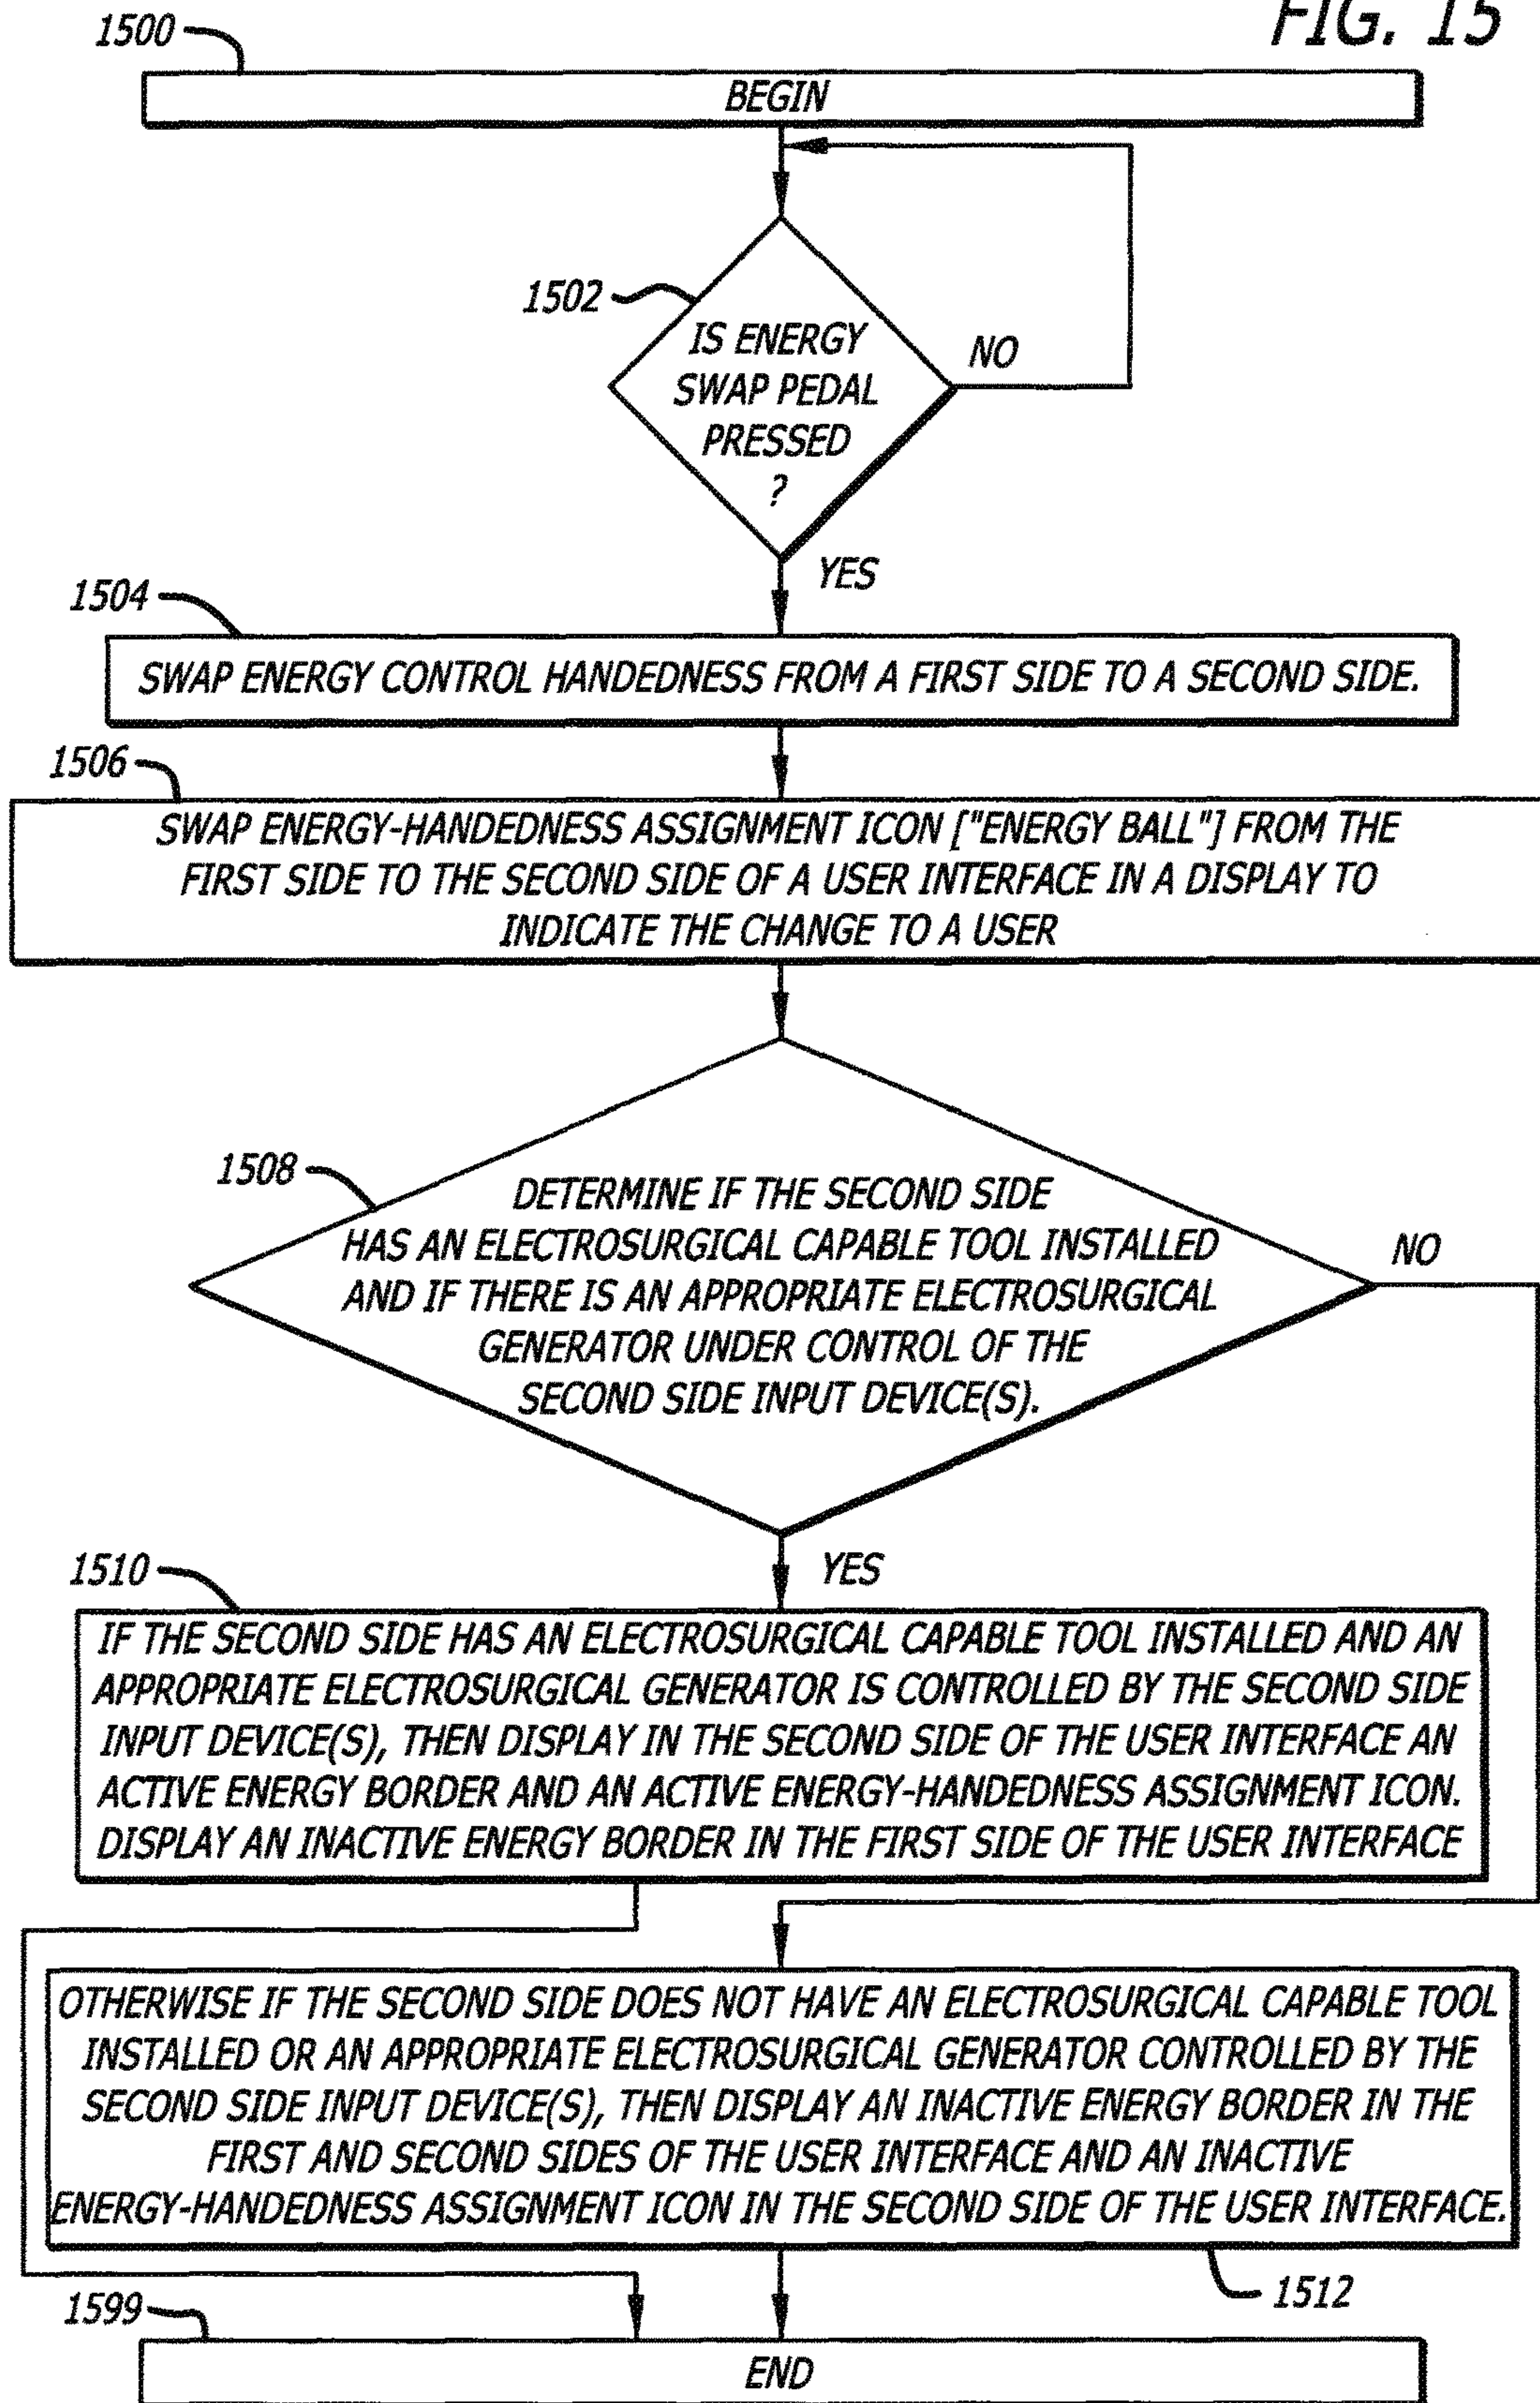 FIG. 15
1500
BEGIN
1502
IS ENERGY
SWAP PEDAL
PRESSED
?
NO
YES
1504
SWAP ENERGY CONTROL HANDEDNESS FROM A FIRST SIDE TO A SECOND SIDE.
1506
SWAP ENERGY-HANDEDNESS ASSIGNMENT ICON ["ENERGY BALL"] FROM THE
FIRST SIDE TO THE SECOND SIDE OF A USER INTERFACE IN A DISPLAY TO
INDICATE THE CHANGE TO A USER
1508
DETERMINE IF THE SECOND SIDE
HAS AN ELECTROSURGICAL CAPABLE TOOL INSTALLED
AND IF THERE IS AN APPROPRIATE ELECTROSURGICAL
GENERATOR UNDER CONTROL OF THE
SECOND SIDE INPUT DEVICE(S).
NO
YES
1510
IF THE SECOND SIDE HAS AN ELECTROSURGICAL CAPABLE TOOL INSTALLED AND AN
APPROPRIATE ELECTROSURGICAL GENERATOR IS CONTROLLED BY THE SECOND SIDE
INPUT DEVICE(S), THEN DISPLAY IN THE SECOND SIDE OF THE USER INTERFACE AN
ACTIVE ENERGY BORDER AND AN ACTIVE ENERGY-HANDEDNESS ASSIGNMENT ICON.
DISPLAY AN INACTIVE ENERGY BORDER IN THE FIRST SIDE OF THE USER INTERFACE
OTHERWISE IF THE SECOND SIDE DOES NOT HAVE AN ELECTROSURGICAL CAPABLE TOOL
INSTALLED OR AN APPROPRIATE ELECTROSURGICAL GENERATOR CONTROLLED BY THE
SECOND SIDE INPUT DEVICE(S), THEN DISPLAY AN INACTIVE ENERGY BORDER IN THE
FIRST AND SECOND SIDES OF THE USER INTERFACE AND AN INACTIVE
ENERGY-HANDEDNESS ASSIGNMENT ICON IN THE SECOND SIDE OF THE USER INTERFACE.
1512
1599
END